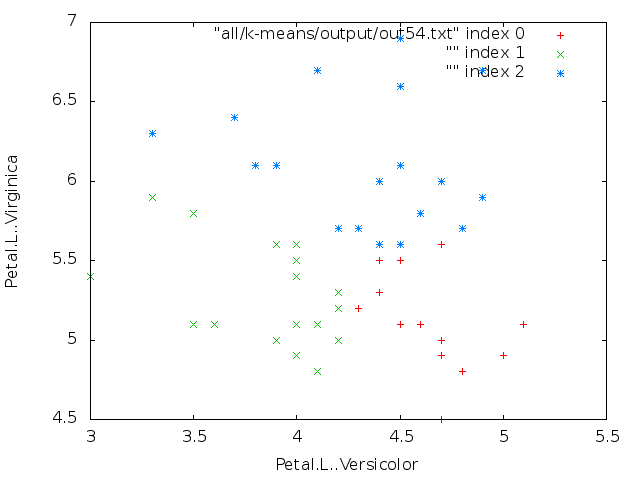 "all/k-means/output/out54.txt" index 0
"" index 1
"" index 2
7
6.5
6
5.5
5
4.5
Petal.L..Virginica
3
3.5
4
4.5
5
5.5
Petal.L..Versicolor